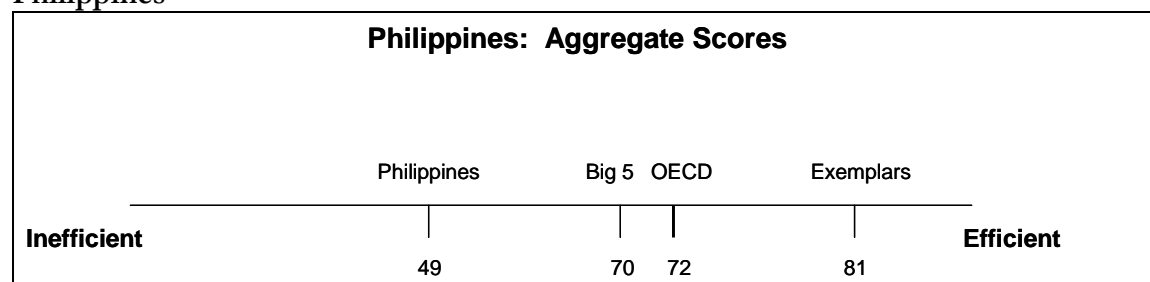 Philippines
Philippines: Aggregate Scores
Philippines Big 5 OECD Exemplars
Inefficient Efficient
49 70 72 81